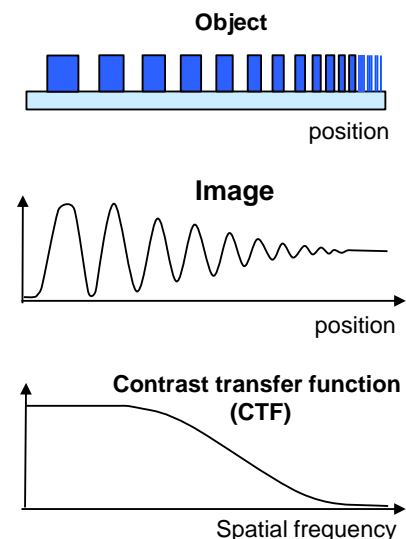 Object
position
Image
position
Contrast transfer function
(CTF)
Spatial frequency